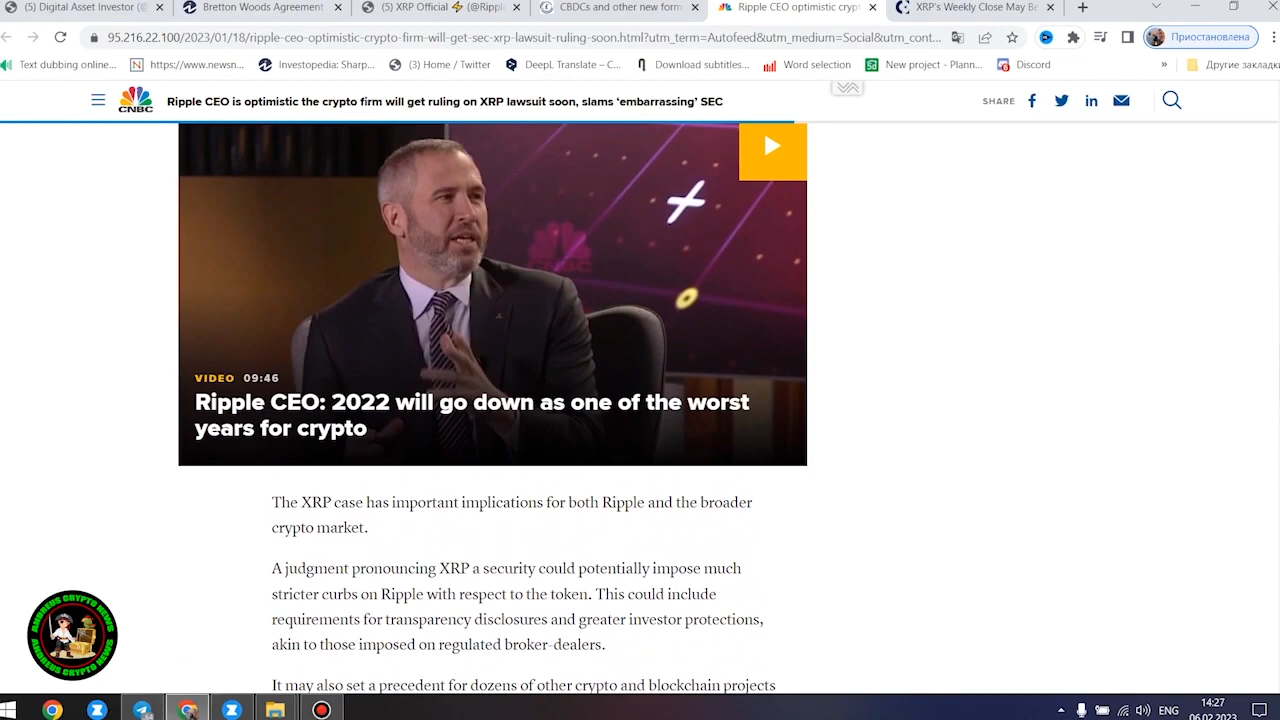 (5) Digital Asset Investor (@
Bretton Woods Agreement
(5) XRP Official ⚡ (@Rippl
CBDCs and other new form
Ripple CEO optimistic crypt
XRP's Weekly Close May Be
95.216.22.100/2023/01/18/ripple-ceo-optimistic-crypto-firm-will-get-sec-xrp-lawsuit-ruling-soon.html?utm_term=Autofeed&utm_medium=Social&utm_cont...
Приостановлена
Text dubbing online...
https://www.newsn...
Investopedia: Sharp...
(3) Home / Twitter
DeepL Translate – C...
Download subtitles...
Word selection
New project - Plann...
Discord
»
Другие закладки
CNBC
Ripple CEO is optimistic the crypto firm will get ruling on XRP lawsuit soon, slams ‘embarrassing’ SEC
SHARE
CNBC
VIDEO 09:46
Ripple CEO: 2022 will go down as one of the worst
years for crypto
The XRP case has important implications for both Ripple and the broader
crypto market.
A judgment pronouncing XRP a security could potentially impose much
stricter curbs on Ripple with respect to the token. This could include
requirements for transparency disclosures and greater investor protections,
akin to those imposed on regulated broker-dealers.
It may also set a precedent for dozens of other crypto and blockchain projects
ANDREUS CRYPTO NEWS
ANDREUS CRYPTO NEWS
ENG
14:27
06.02.2023